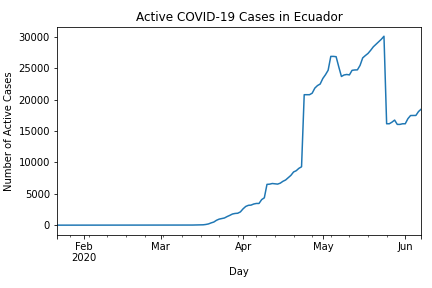 Active COVID-19 Cases in Ecuador
Number of Active Cases
30000
25000
20000
15000
10000
5000
0
Feb
2020
Mar
Apr
May
Jun
Day